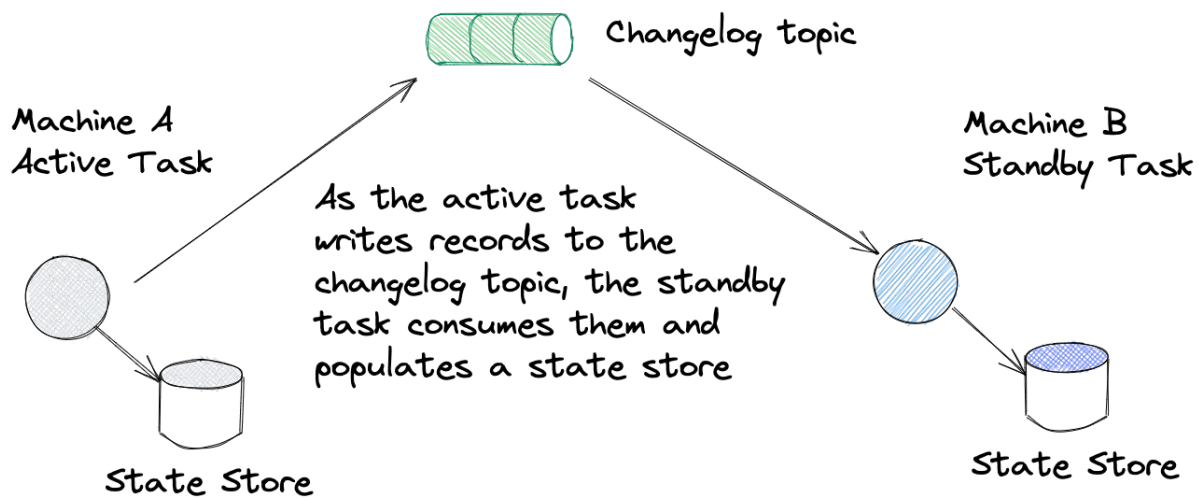 Changelog topic
Machine A
Active Task
Machine B
Standby Task
As the active task
writes records to the
changelog topic, the standby
task consumes them and
populates a state store
State Store
State Store